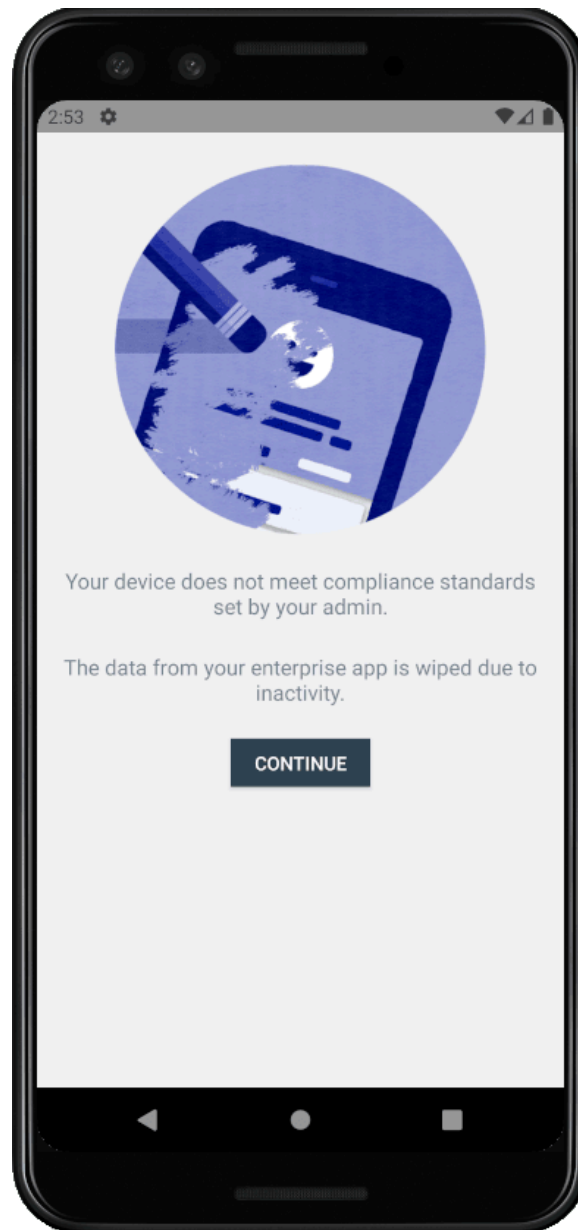 2:53
Your device does not meet compliance standards
set by your admin.
The data from your enterprise app is wiped due to
inactivity.
CONTINUE